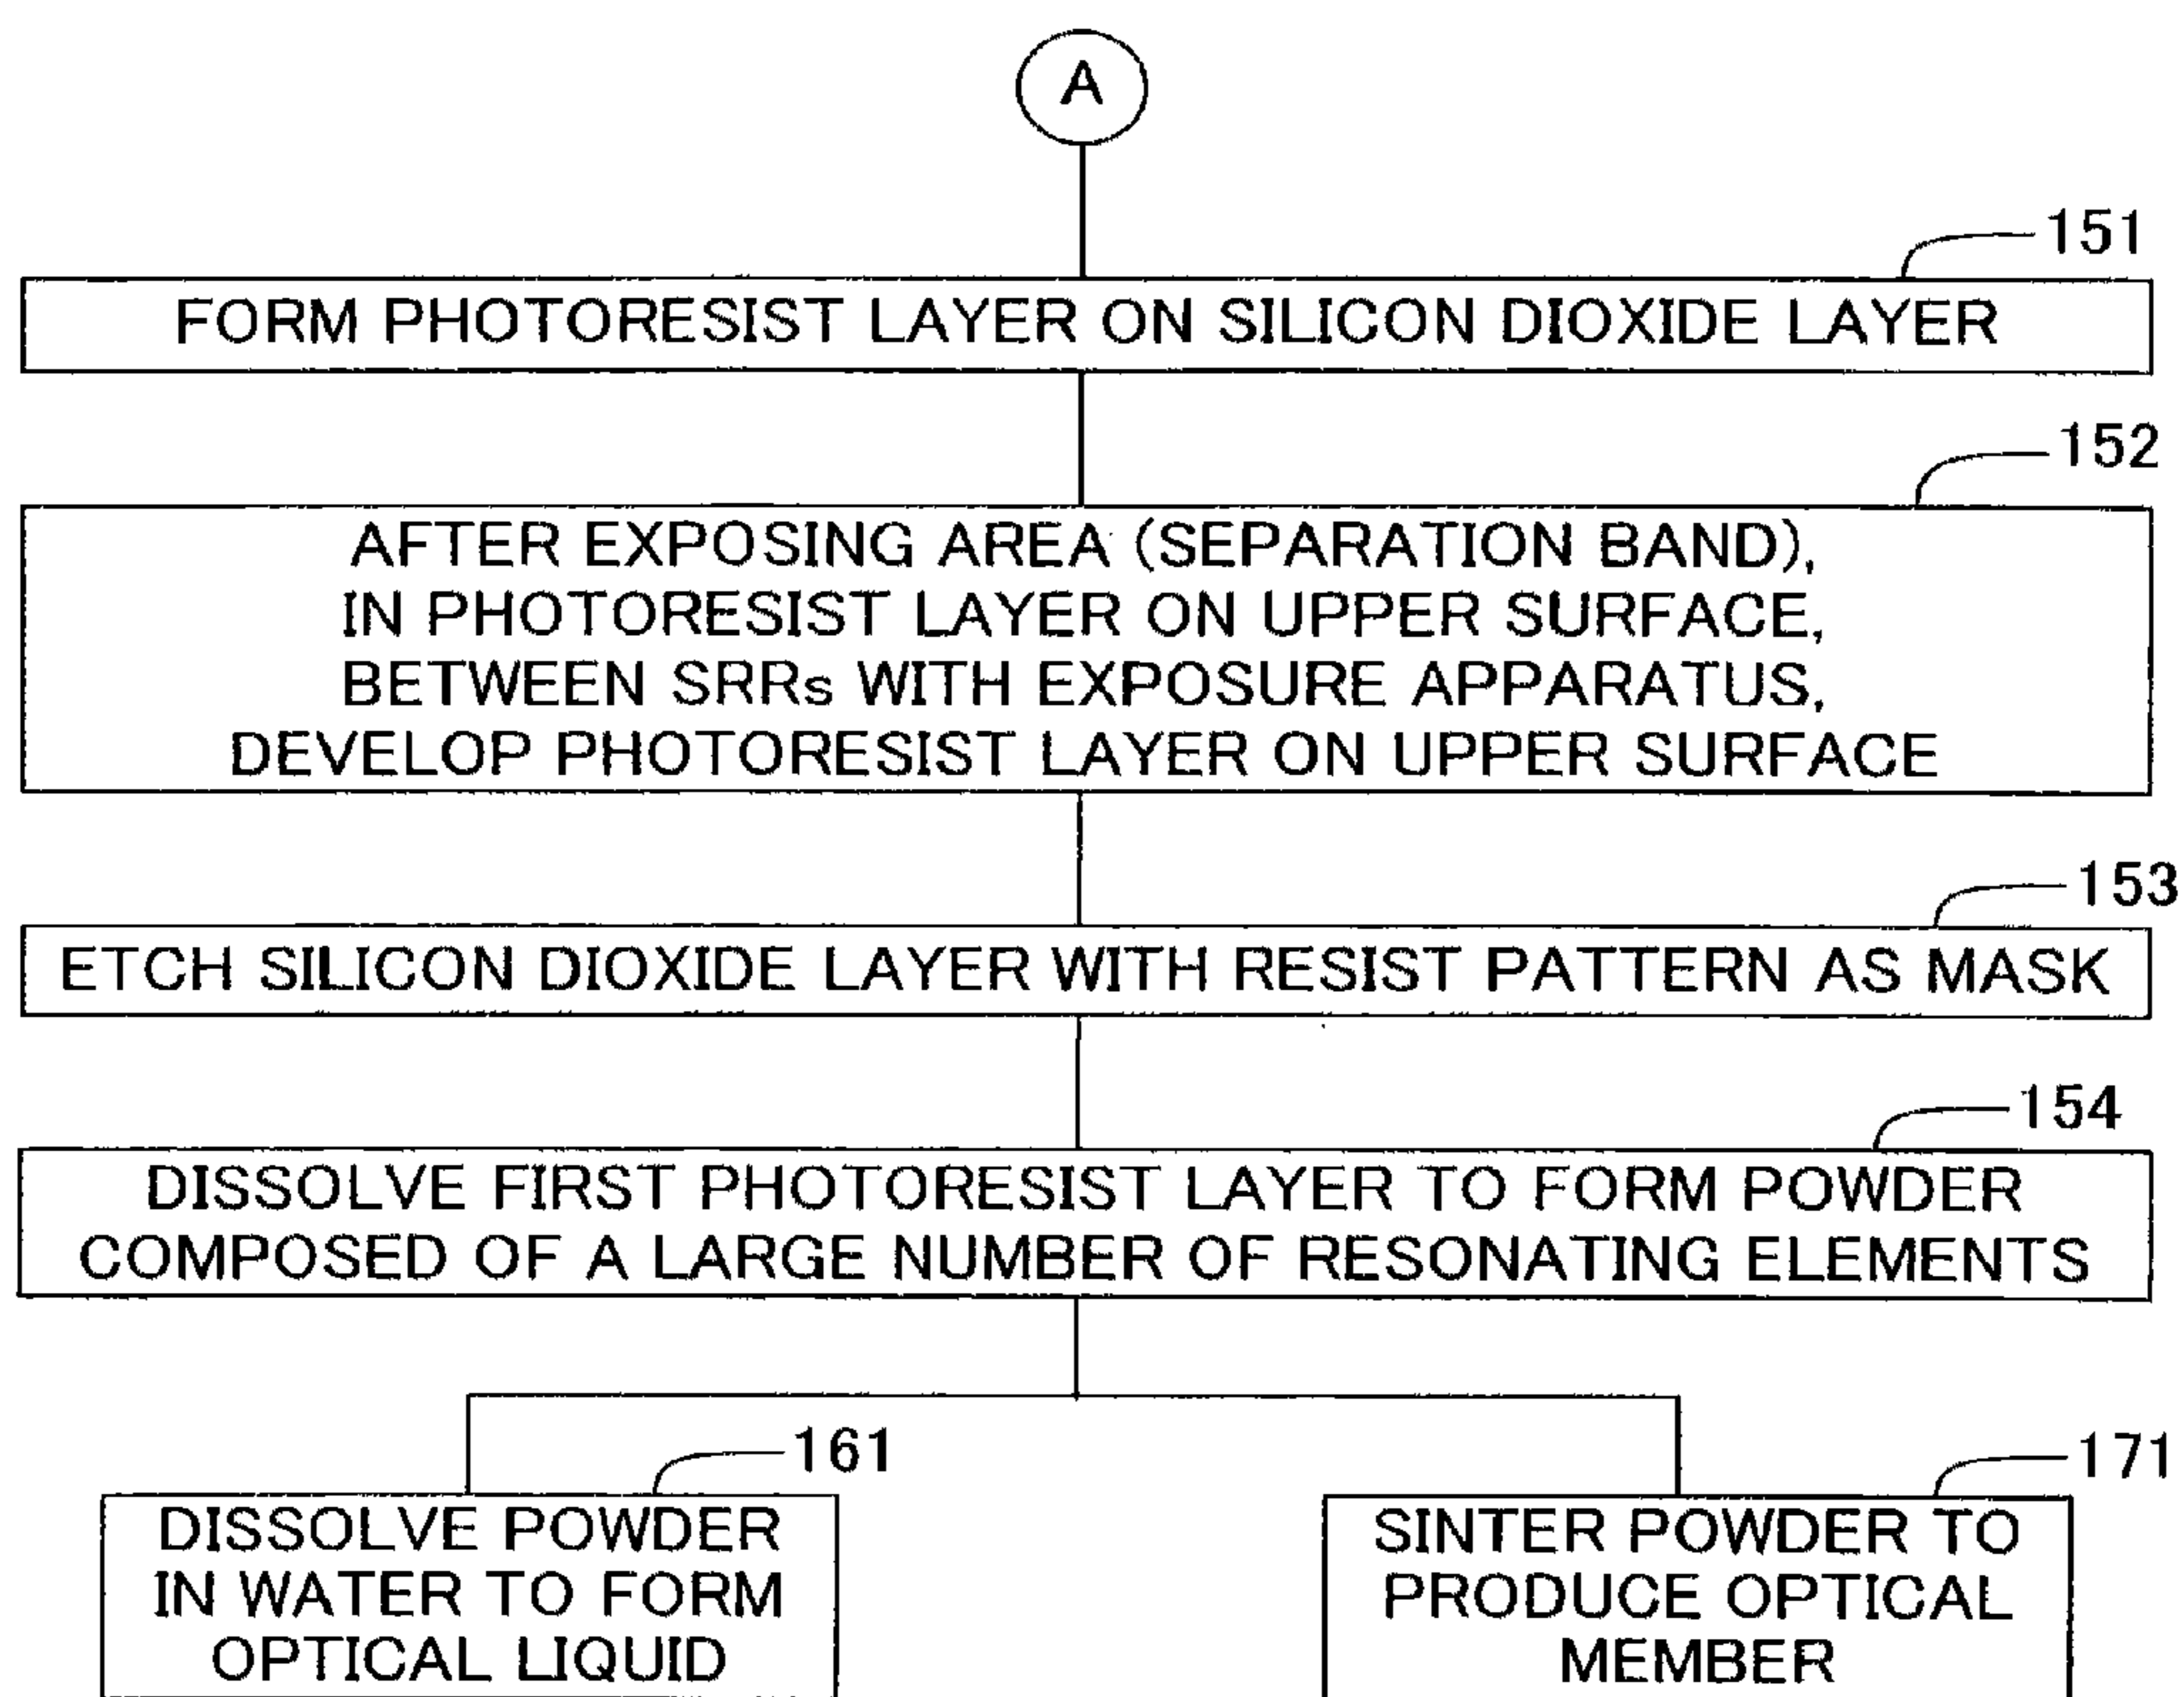 A
151
FORM PHOTORESIST LAYER ON SILICON DIOXIDE LAYER
152
AFTER EXPOSING AREA (SEPARATION BAND),
IN PHOTORESIST LAYER ON UPPER SURFACE,
BETWEEN SRRs WITH EXPOSURE APPARATUS,
DEVELOP PHOTORESIST LAYER ON UPPER SURFACE
153
ETCH SILICON DIOXIDE LAYER WITH RESIST PATTERN AS MASK
154
DISSOLVE FIRST PHOTORESIST LAYER TO FORM POWDER
COMPOSED OF A LARGE NUMBER OF RESONATING ELEMENTS
161
DISSOLVE POWDER
IN WATER TO FORM
OPTICAL LIQUID
171
SINTER POWDER TO
PRODUCE OPTICAL
MEMBER